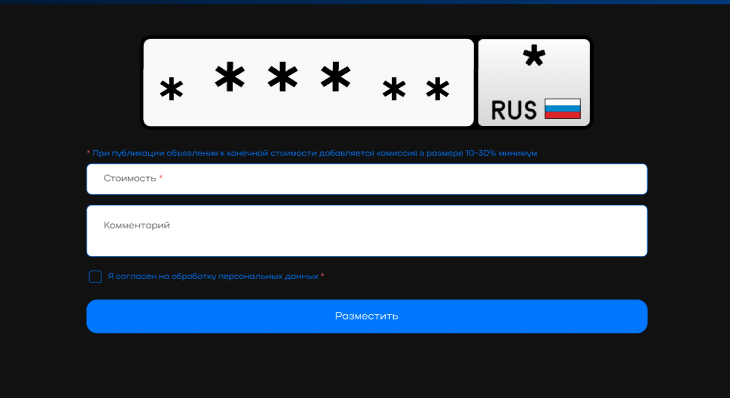 * * * * * * *
RUS
* При публикации объявления к конечной стоимости добавляется комиссия в размере 10-30% минимум
Стоимость *
Комментарий
Я согласен на обработку персональных данных *
Разместить